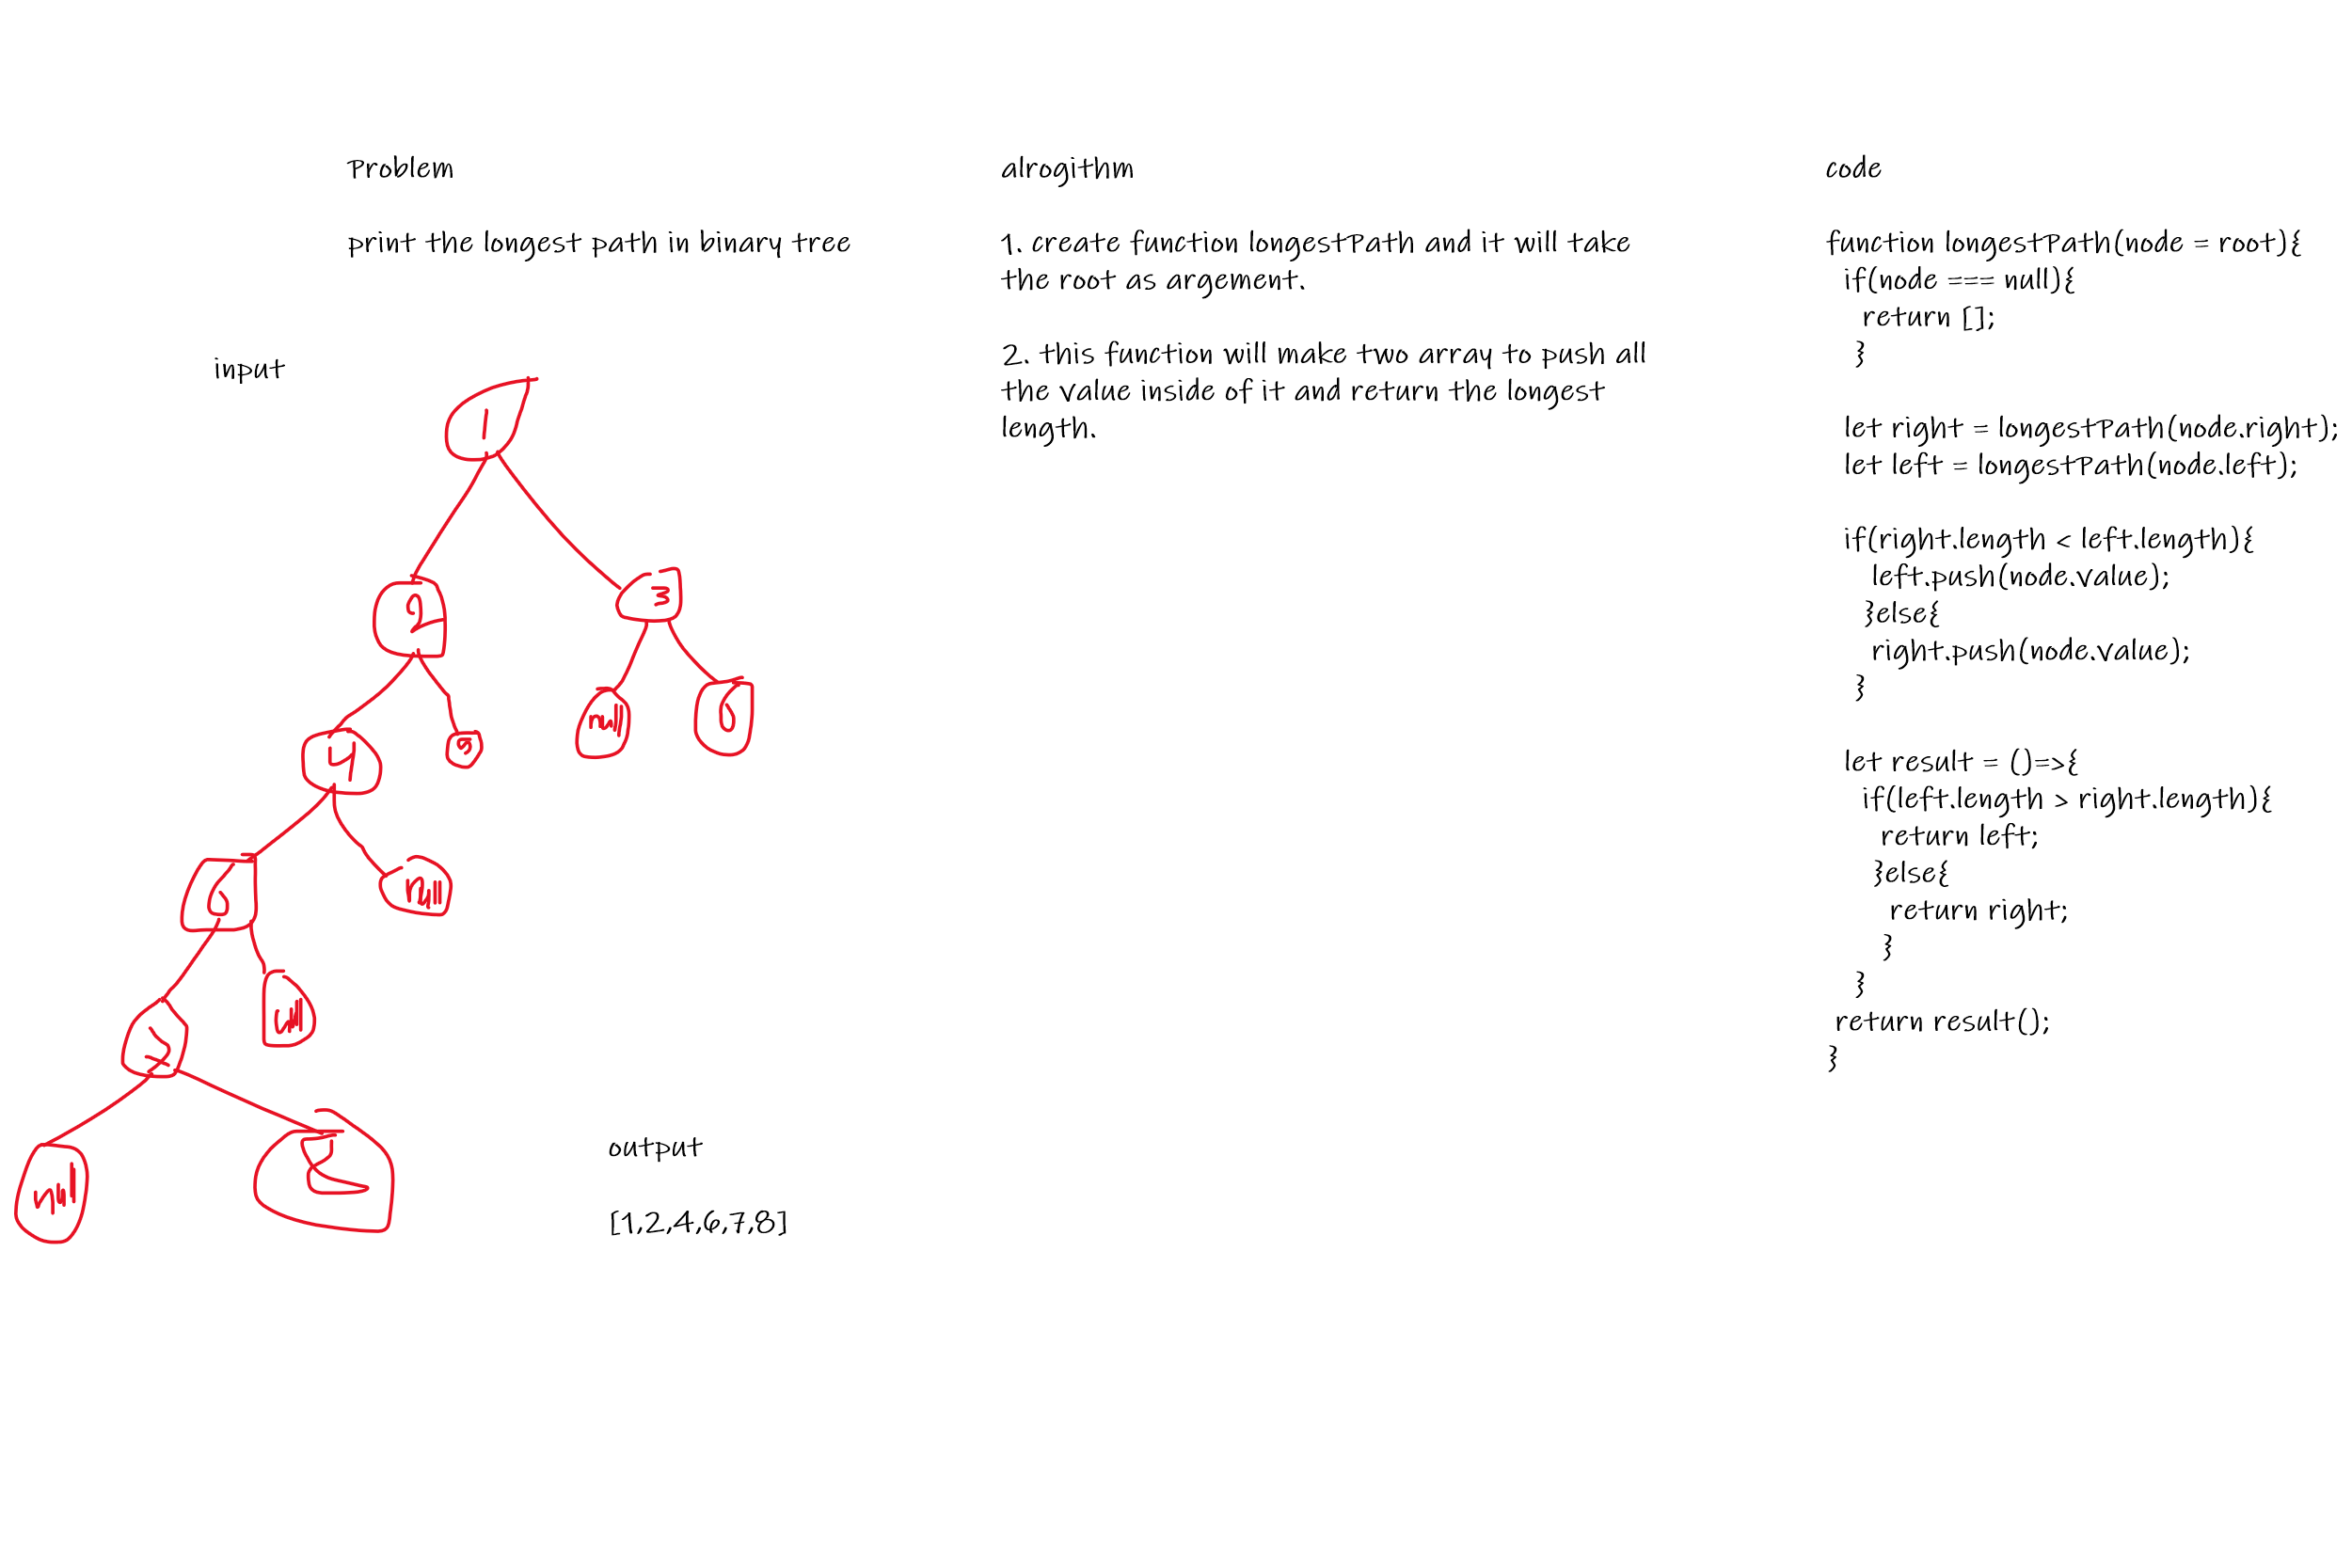 Problem
print the longest path in binary tree
input
1
2
3
4
null
6
null
null
null
output
[1,2,4,6,7,8]
alrogithm
1. create function longestPath and it will take
the root as argement.
2. this function will make two array to push all
the value inside of it and return the longest
length.
code
function longestPath(node = root){
if(node === null){
return [];
}
let right = longestPath(node.right);
let left = longestPath(node.left);
if(right.length < left.length){
left.push(node.value);
}else{
right.push(node.value);
}
let result = ()=>{
if(left.length > right.length){
return left;
}else{
return right;
}
}
return result();
}